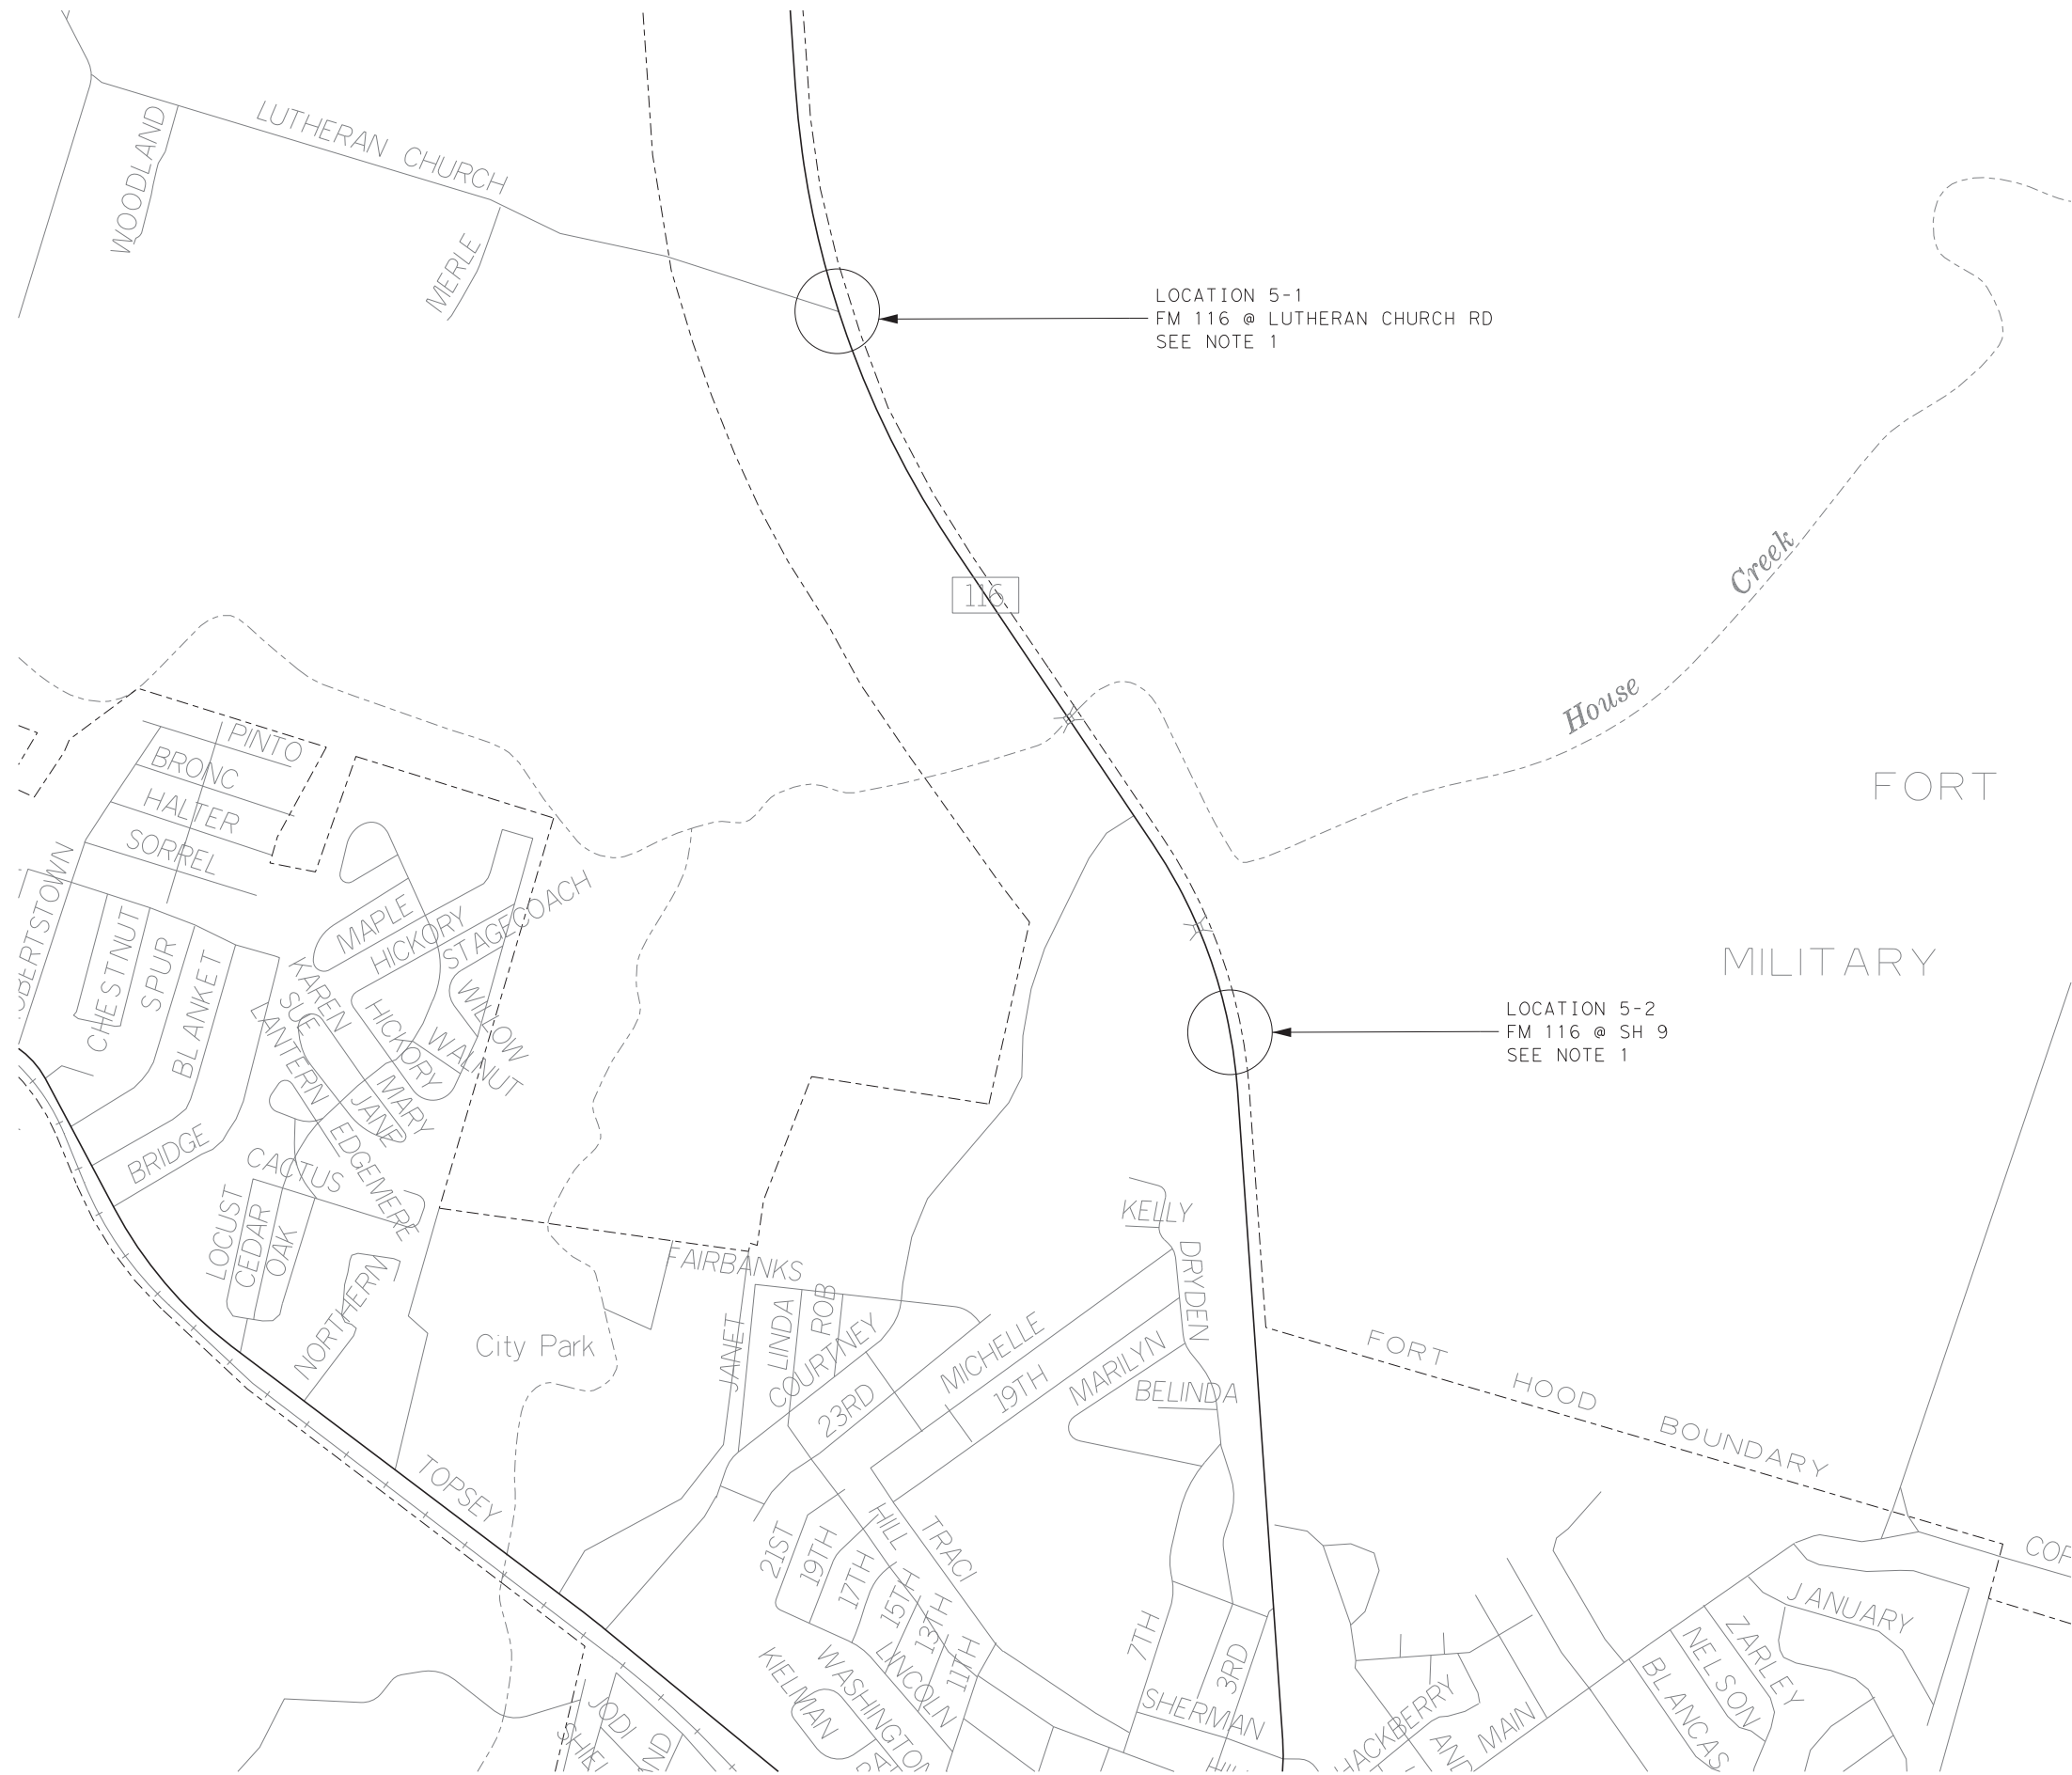 LUTHERAN CHURCH
WOODLAND
MERLE
LOCATION 5-1
FM 116 @ LUTHERAN CHURCH RD
SEE NOTE 1
116
Creek
House
FORT
MILITARY
PINTO
BRONC
HALTER
SORREL
CHESTNUT
SPUR
BLANKET
MAPLE
HICKORY
STAGECOACH
KAREN
SUE
LANTERN
HICKORY
WILLOW
WALNUT
MARY
JANE
EDGEMERE
BRIDGE
CACTUS
LOCUST
CEDAR
OAK
NORTHERN
LOCATION 5-2
FM 116 @ SH 9
SEE NOTE 1
KELLY
DRYDEN
FAIRBANKS
JANET
LINDA
ROB
COURTNEY
23RD
MICHELLE
19TH
MARILYN
BELINDA
City Park
FORT HOOD BOUNDARY
TOPSEY
21ST
19TH
17TH
15TH
13TH
11TH
HILL
TRACI
7TH
3RD
SHERMAN
LINCOLN
WASHINGTON
KIELMAN
JODI
HACKBERRY
MAIN
BLANCAS
NELSON
ZARLEY
JANUARY